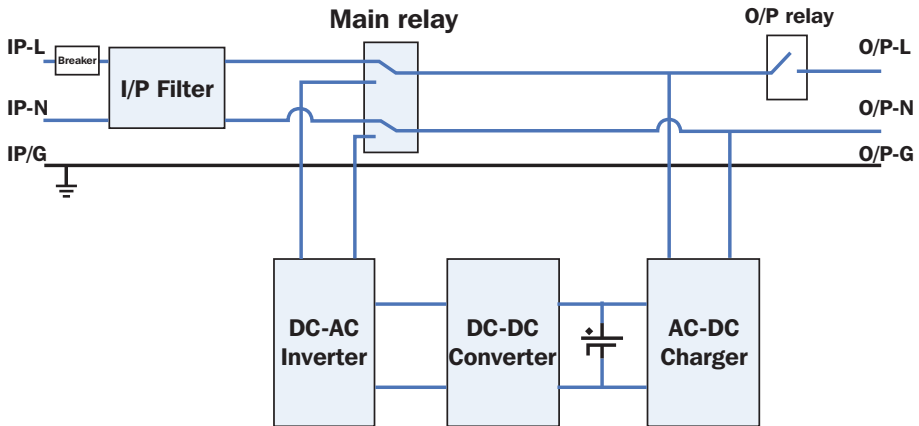 Main relay
O/P relay
IP-L
Breaker
I/P Filter
O/P-L
IP-N
O/P-N
IP/G
O/P-G
DC-AC
Inverter
DC-DC
Converter
AC-DC
Charger